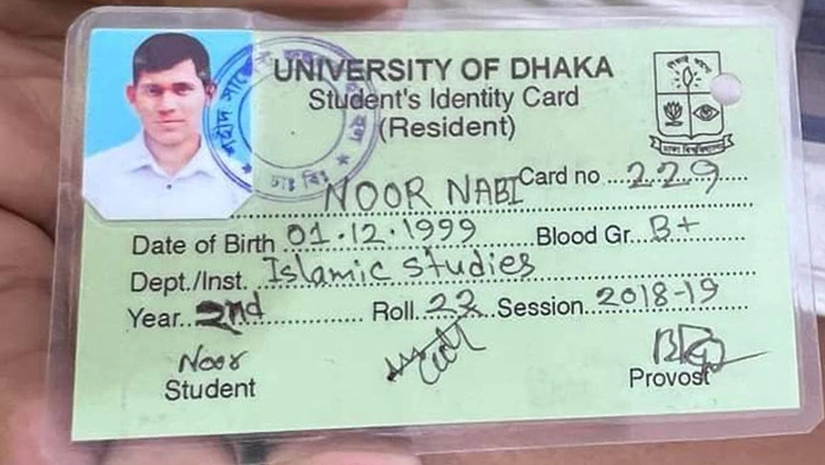 UNIVERSITY OF DHAKA
Student's Identity Card
(Resident)
NOOR NABI Card no 229
Date of Birth 01.12.1999 Blood Gr. B+
Dept./Inst. Islamic Studies
Year 2nd Roll 22 Session 2018-19
Noor
Student
Provost